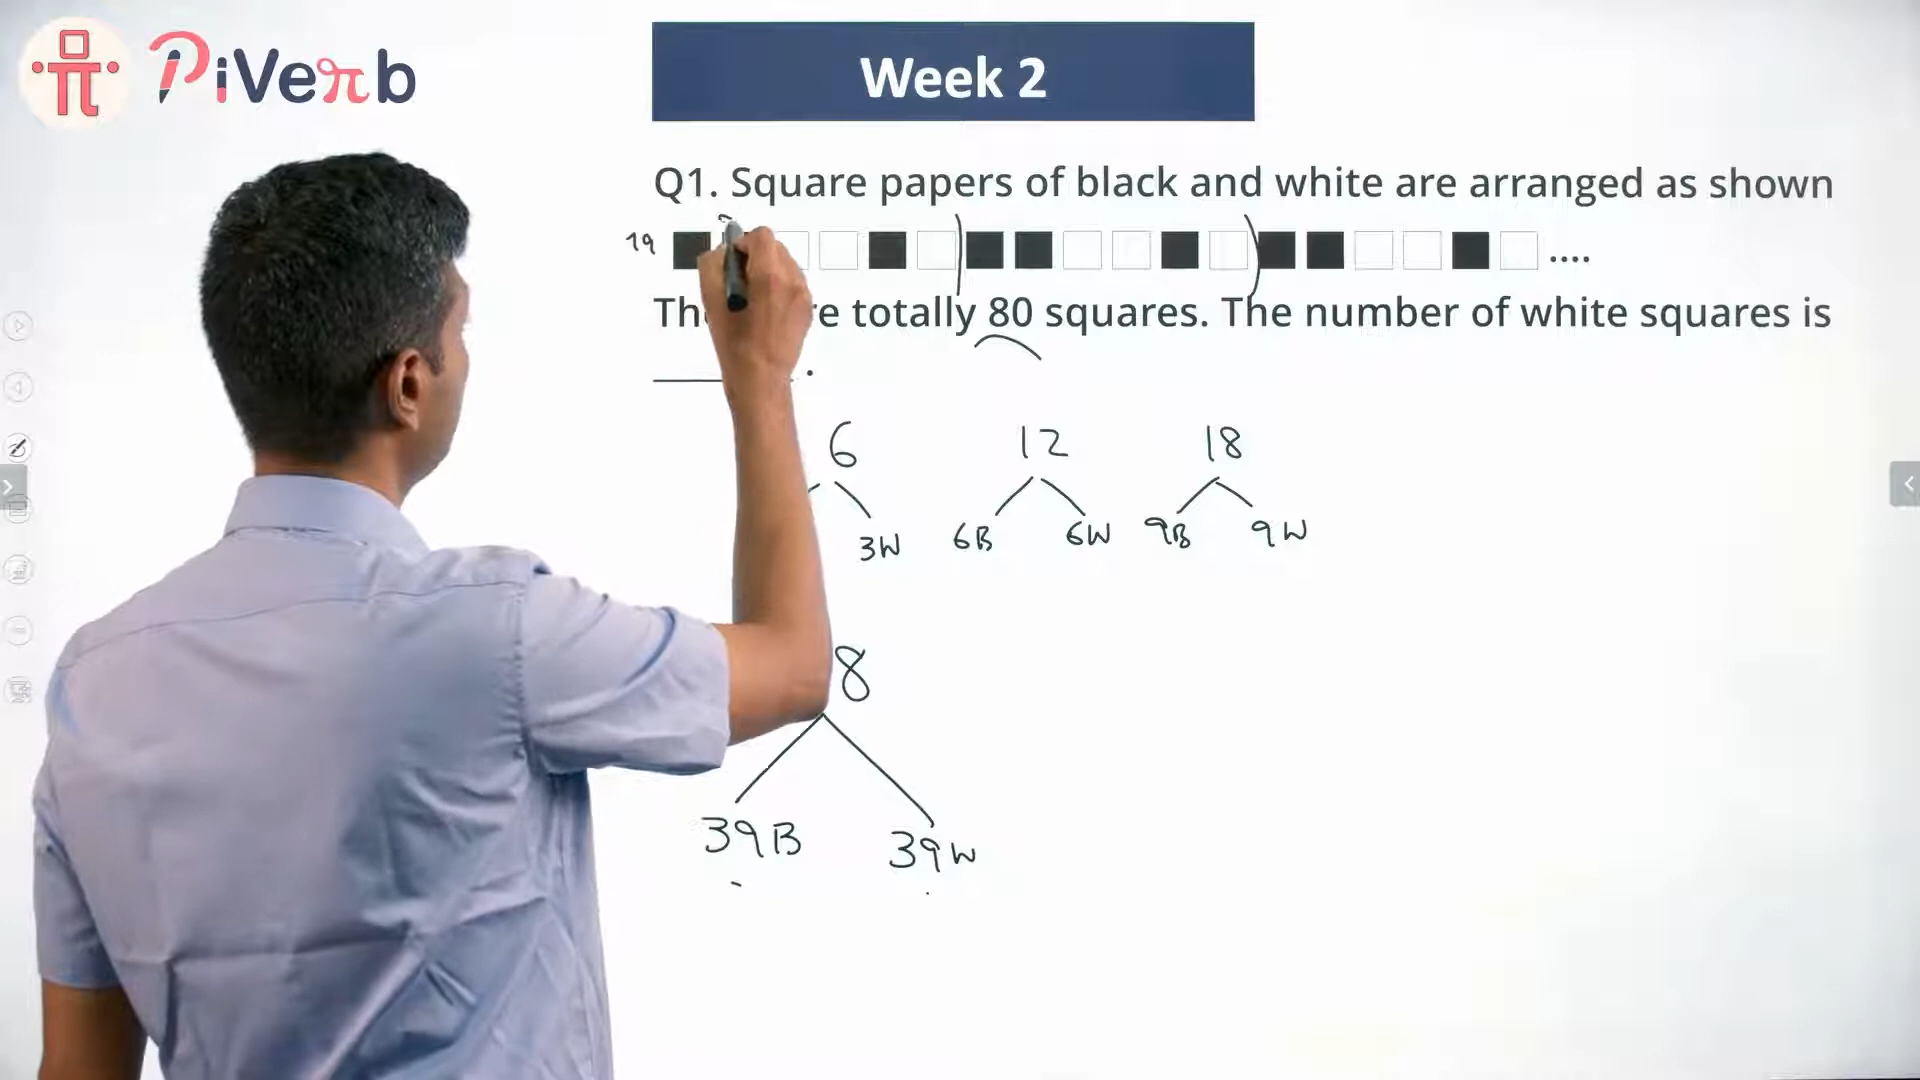 PiVerb
Week 2
Q1. Square papers of black and white are arranged as shown
19
....
totally 80 squares. The number of white squares is
.
6 12 18
3W 6B 6W 9B 9W
8
39B 39W